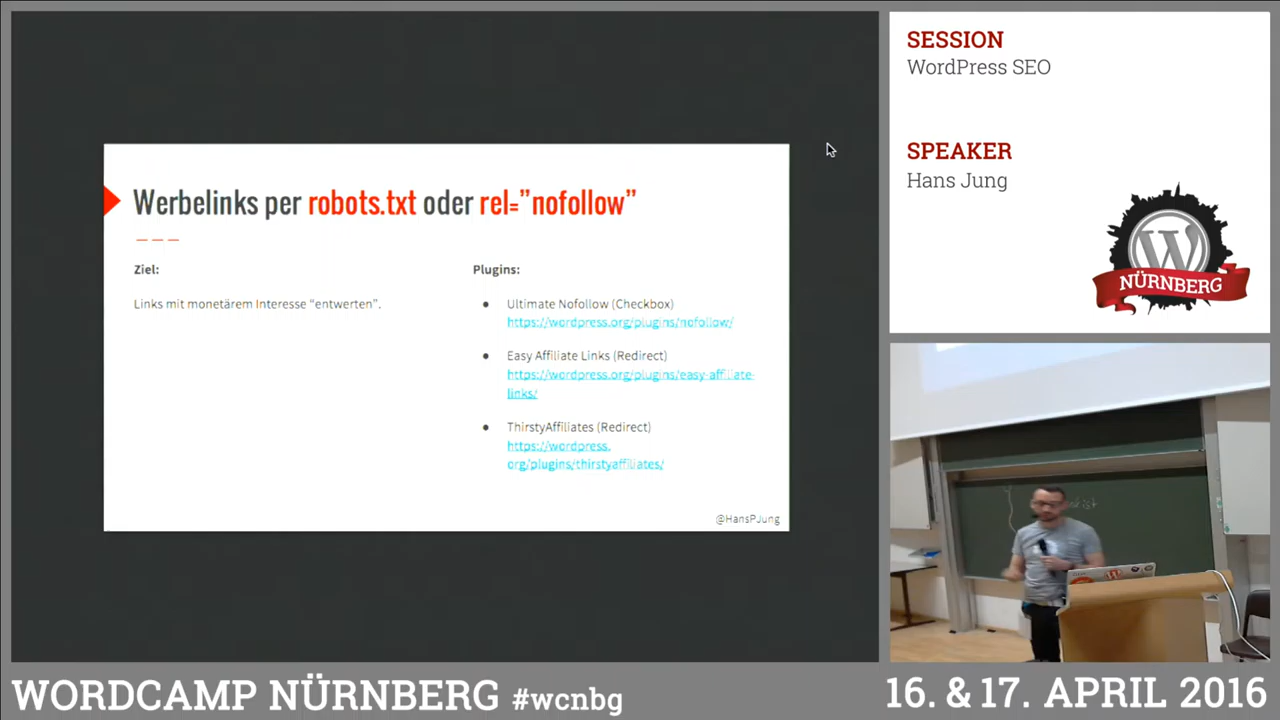 Werbelinks per robots.txt oder rel=”nofollow”
Ziel:
Links mit monetärem Interesse “entwerten”.
Plugins:
Ultimate Nofollow (Checkbox)
https://wordpress.org/plugins/nofollow/
Easy Affiliate Links (Redirect)
https://wordpress.org/plugins/easy-affiliate-
links/
ThirstyAffiliates (Redirect)
https://wordpress.
org/plugins/thirstyaffiliates/
@HansPJung
SESSION
WordPress SEO
SPEAKER
Hans Jung
W
NÜRNBERG
WORDCAMP NÜRNBERG #wcnbg
16. & 17. APRIL 2016